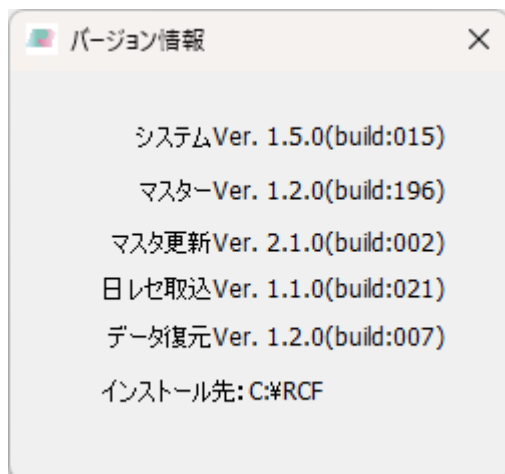 バージョン情報
システムVer. 1.5.0(build:015)
マスターVer. 1.2.0(build:196)
マスタ更新Ver. 2.1.0(build:002)
日レセ取込Ver. 1.1.0(build:021)
データ復元Ver. 1.2.0(build:007)
インストール先: C:¥RCF